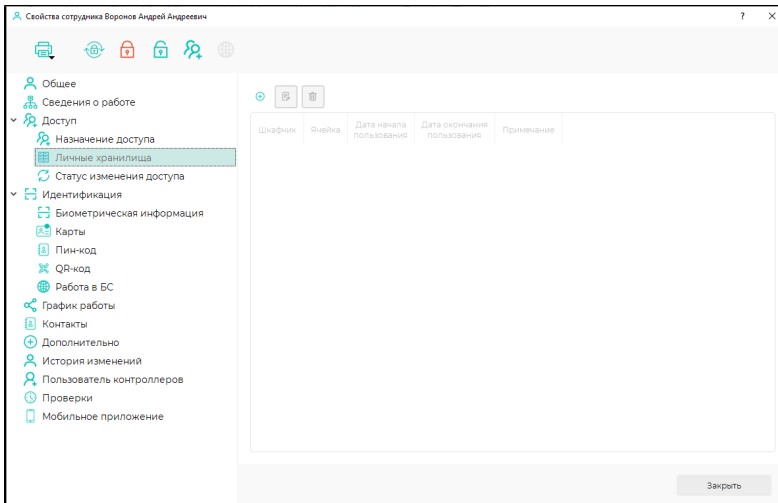 Свойства сотрудника Воронов Андрей Андреевич
?
Общее
Сведения о работе
Доступ
Назначение доступа
Личные хранилища
Статус изменения доступа
Идентификация
Биометрическая информация
Карты
Пин-код
QR-код
Работа в БС
График работы
Контакты
Дополнительно
История изменений
Пользователь контроллеров
Проверки
Мобильное приложение
Шкафчик
Ячейка
Дата начала
пользования
Дата окончания
пользования
Примечание
Закрыть